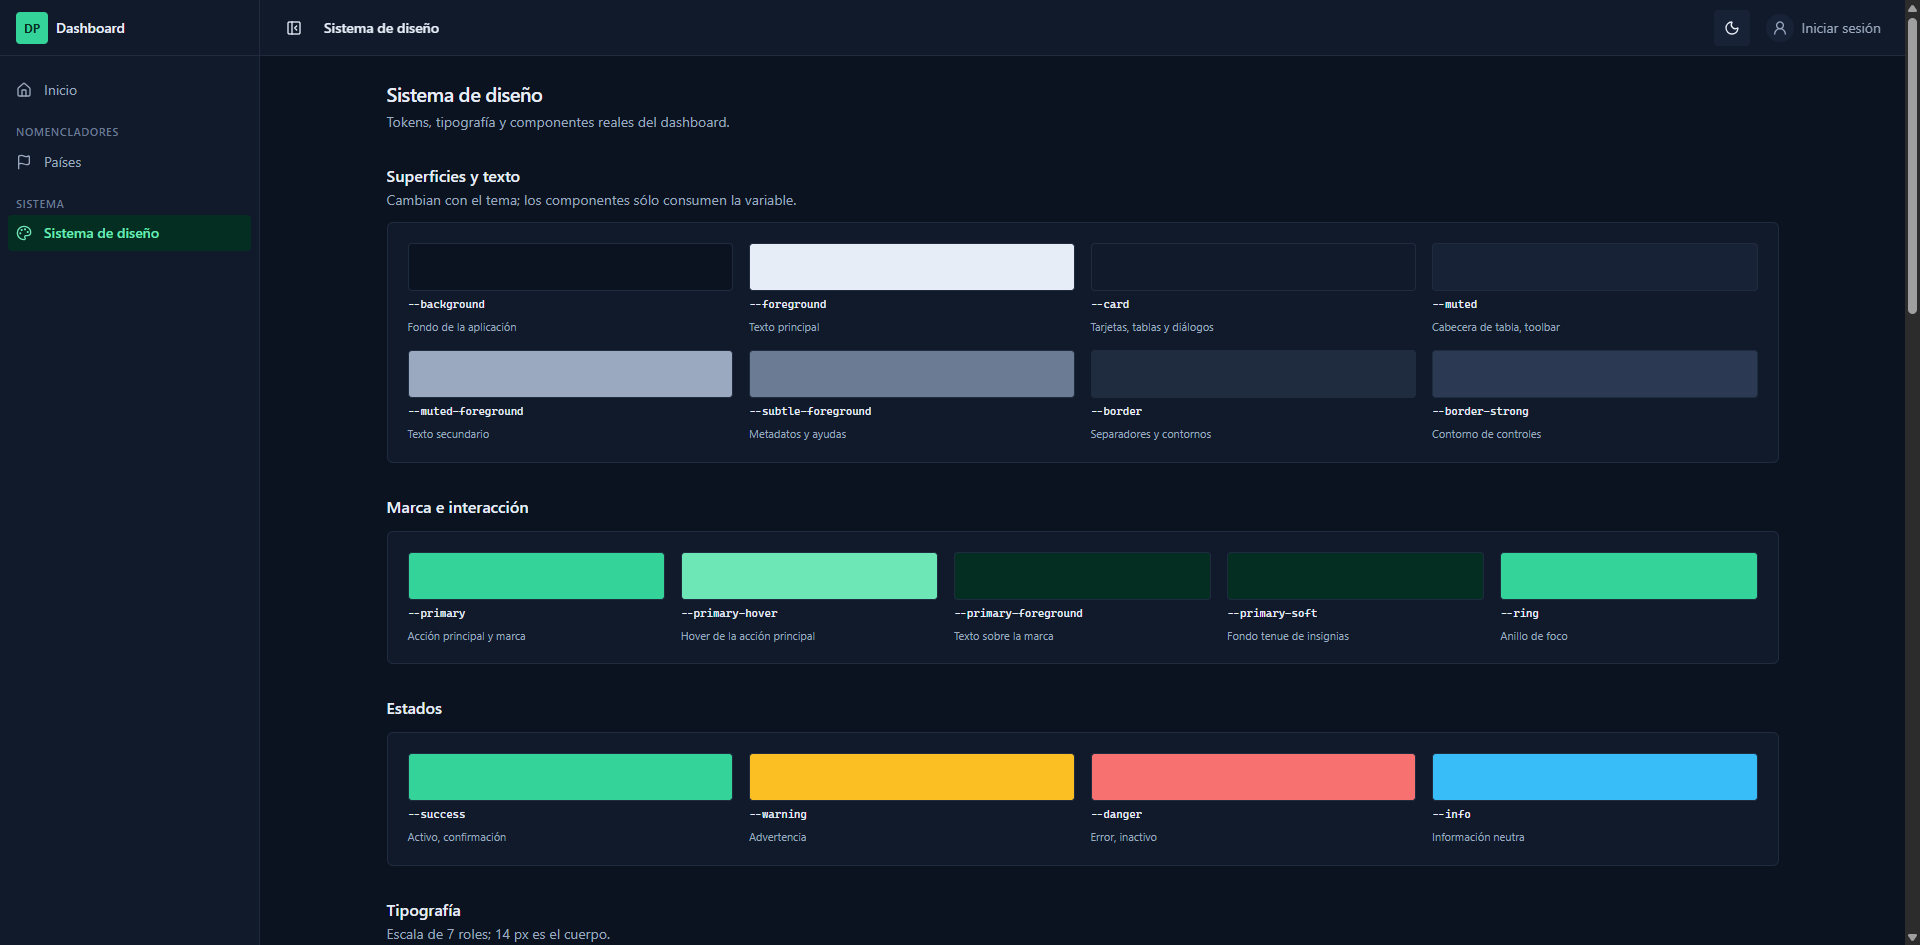 DP Dashboard
Sistema de diseño
Iniciar sesión
Inicio
NOMENCLADORES
Países
SISTEMA
Sistema de diseño
Sistema de diseño
Tokens, tipografía y componentes reales del dashboard.
Superficies y texto
Cambian con el tema; los componentes sólo consumen la variable.
--background
Fondo de la aplicación
--foreground
Texto principal
--card
Tarjetas, tablas y diálogos
--muted
Cabecera de tabla, toolbar
--muted-foreground
Texto secundario
--subtle-foreground
Metadatos y ayudas
--border
Separadores y contornos
--border-strong
Contorno de controles
Marca e interacción
--primary
Acción principal y marca
--primary-hover
Hover de la acción principal
--primary-foreground
Texto sobre la marca
--primary-soft
Fondo tenue de insignias
--ring
Anillo de foco
Estados
--success
Activo, confirmación
--warning
Advertencia
--danger
Error, inactivo
--info
Información neutra
Tipografía
Escala de 7 roles; 14 px es el cuerpo.